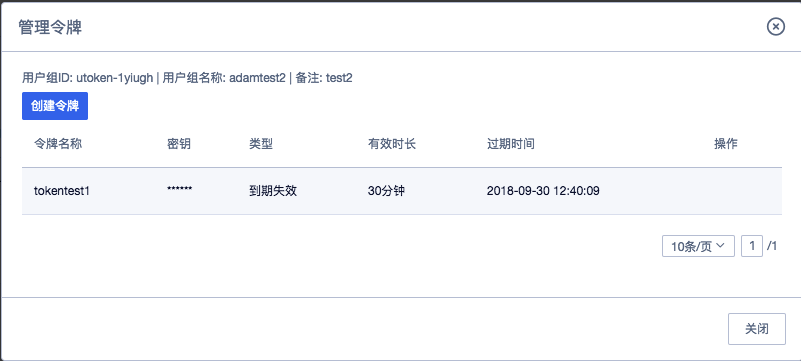 管理令牌
用户组ID: utoken-1yiugh | 用户组名称: adamtest2 | 备注: test2
创建令牌
令牌名称 密钥 类型 有效时长 过期时间 操作
tokentest1 ****** 到期失效 30分钟 2018-09-30 12:40:09
10条/页 1 /1
关闭